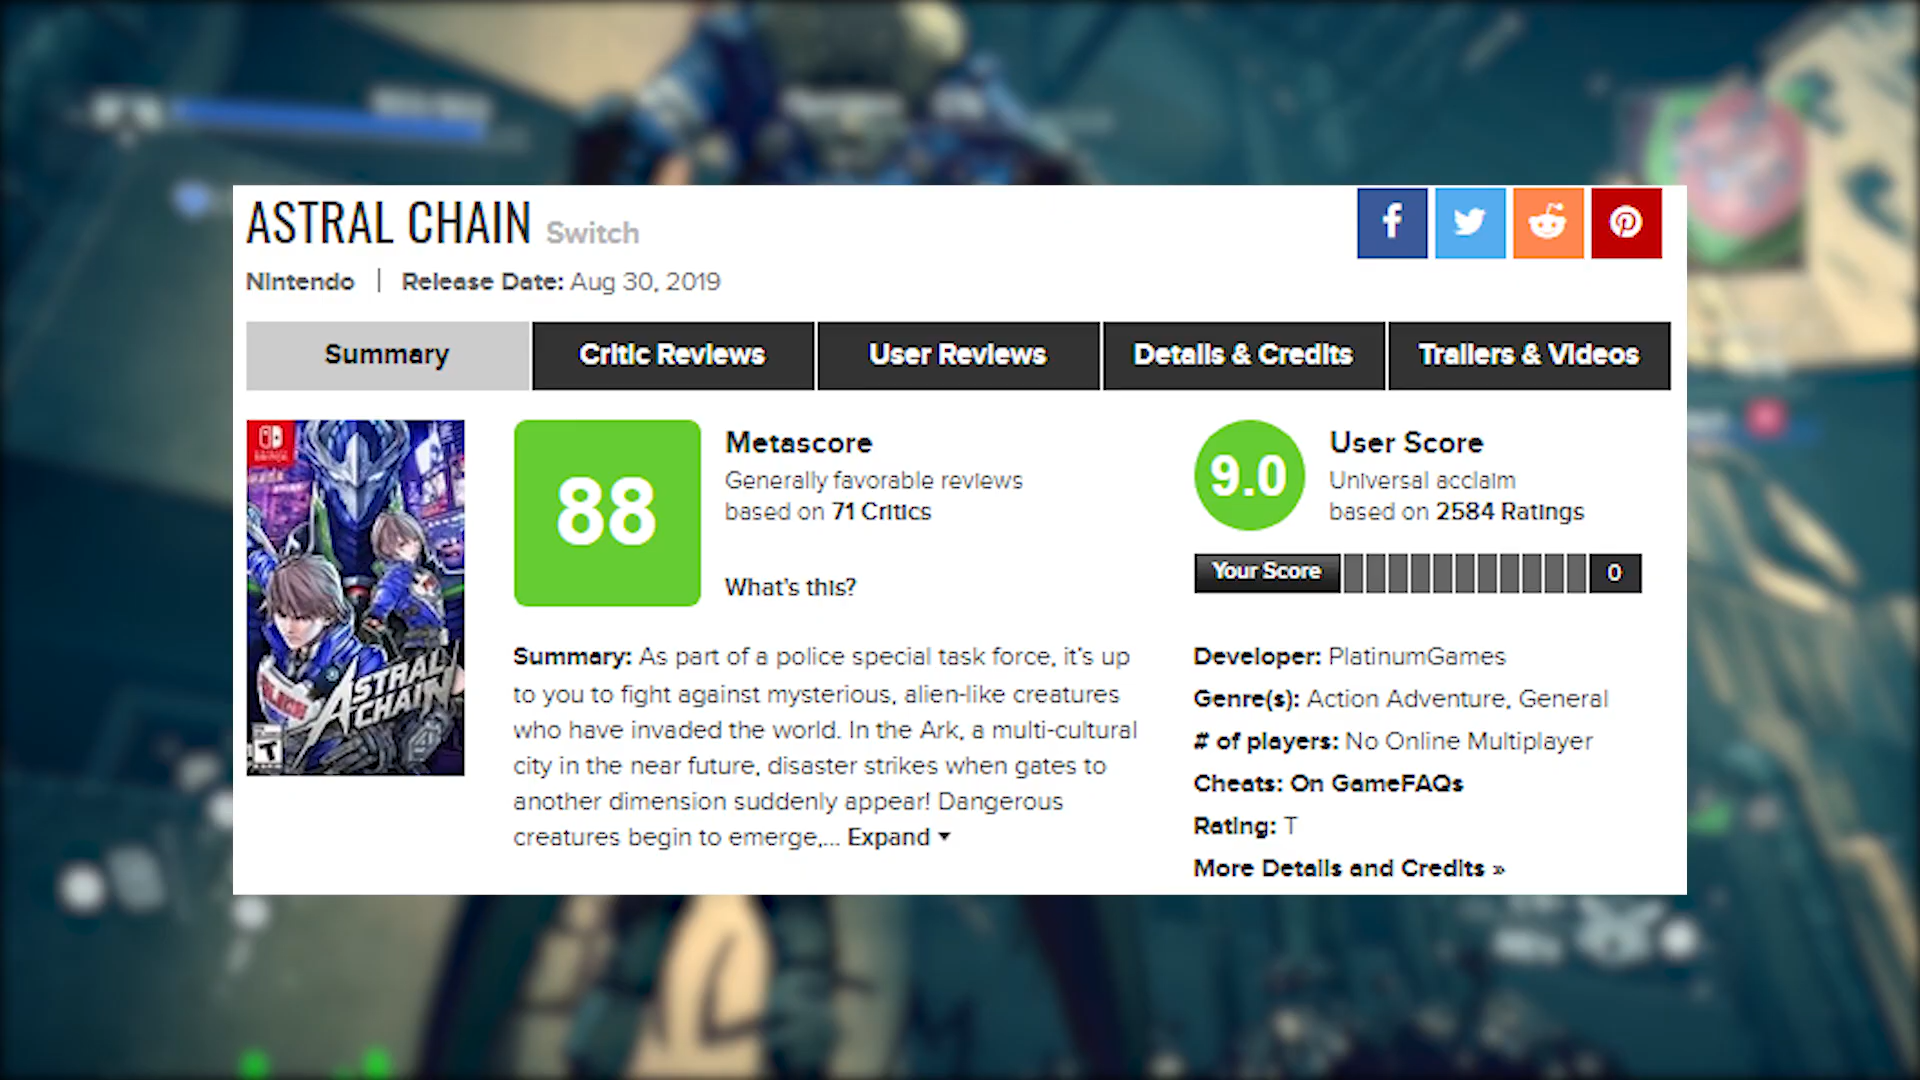 ASTRAL CHAIN Switch
Nintendo | Release Date: Aug 30, 2019
Summary
Critic Reviews
User Reviews
Details & Credits
Trailers & Videos
88
Metascore
Generally favorable reviews
based on 71 Critics
What's this?
9.0
User Score
Universal acclaim
based on 2584 Ratings
Your Score
0
ASTRAL
CHAIN
T
Summary: As part of a police special task force, it's up
to you to fight against mysterious, alien-like creatures
who have invaded the world. In the Ark, a multi-cultural
city in the near future, disaster strikes when gates to
another dimension suddenly appear! Dangerous
creatures begin to emerge,... Expand
Developer: PlatinumGames
Genre(s): Action Adventure, General
# of players: No Online Multiplayer
Cheats: On GameFAQs
Rating: T
More Details and Credits »